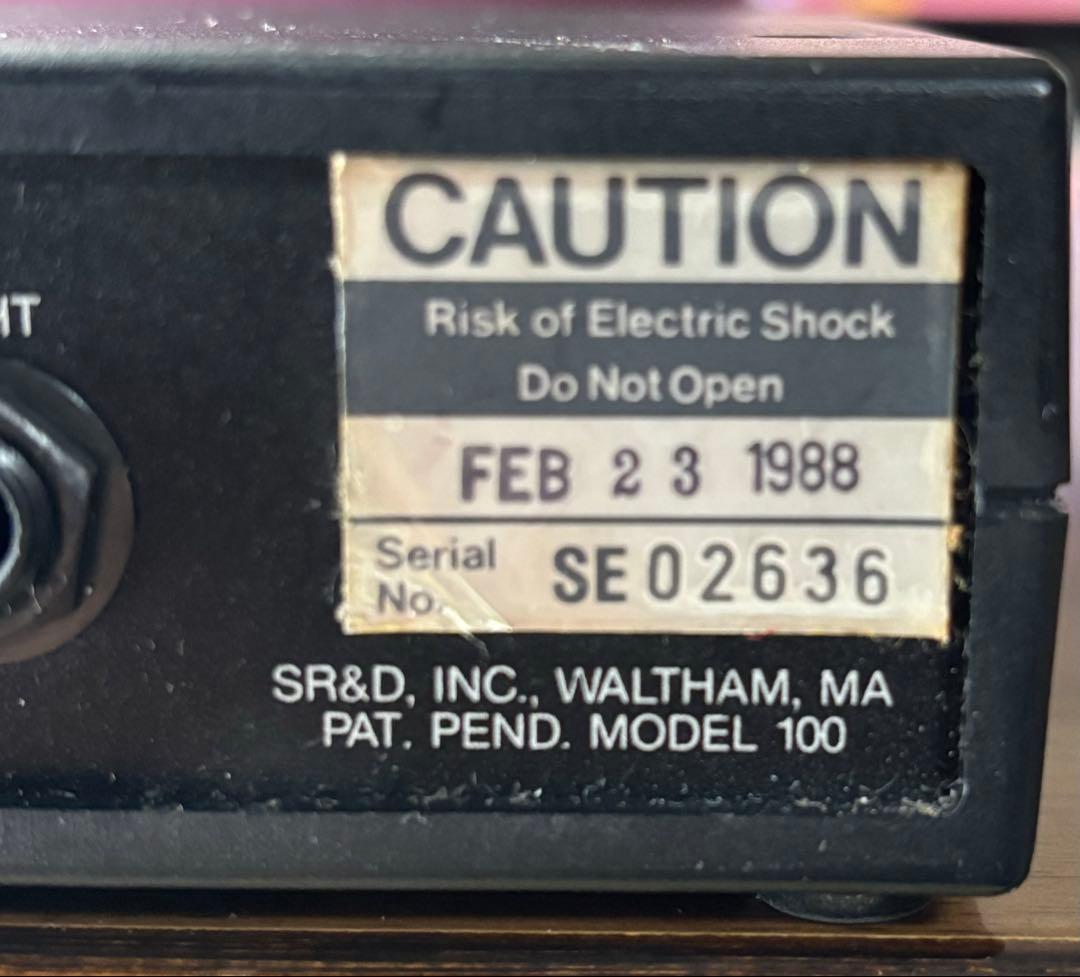 CAUTION
Risk of Electric Shock
Do Not Open
FEB 23 1988
Serial
No. SE02636
HT
SR&D, INC., WALTHAM, MA
PAT. PEND. MODEL 100